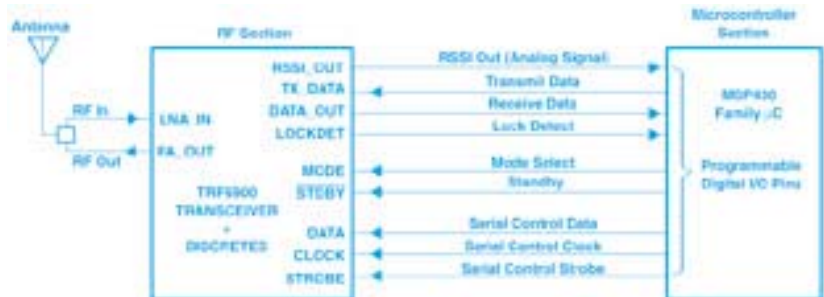 Antenna
RF Section
Microcontroller
Section
RSSI_OUT
RSSI Out (Analog Signal)
TX_DATA
Transmit Data
DATA_OUT
Receive Data
LOCKDET
Lock Detect
RF In
LNA_IN
RF Out
PA_OUT
MODE
Mode Select
STDBY
Standby
TRF6900
TRANSCEIVER
+
DISCRETES
DATA
Serial Control Data
CLOCK
Serial Control Clock
STROBE
Serial Control Strobe
MSP430
Family µC
Programmable
Digital I/O Pins